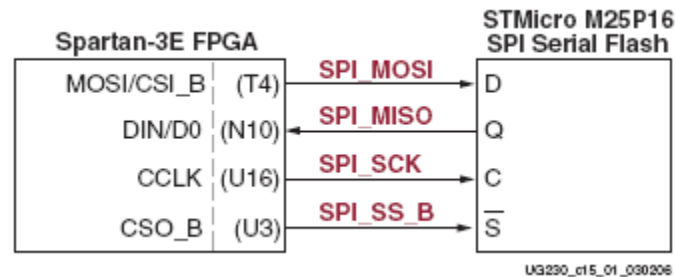 Spartan-3E FPGA
STMicro M25P16
SPI Serial Flash
MOSI/CSI_B (T4) SPI_MOSI D
DIN/D0 (N10) SPI_MISO Q
CCLK (U16) SPI_SCK C
CSO_B (U3) SPI_SS_B S̅
UG230_c15_01_030206